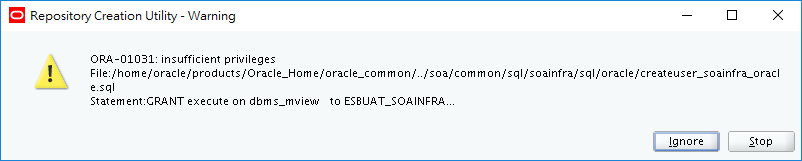 Repository Creation Utility - Warning
ORA-01031: insufficient privileges
File:/home/oracle/products/Oracle_Home/oracle_common/../soa/common/sql/soainfra/sql/oracle/createuser_soainfra_oracl
e.sql
Statement:GRANT execute on dbms_mview   to ESBUAT_SOAINFRA...
Ignore
Stop